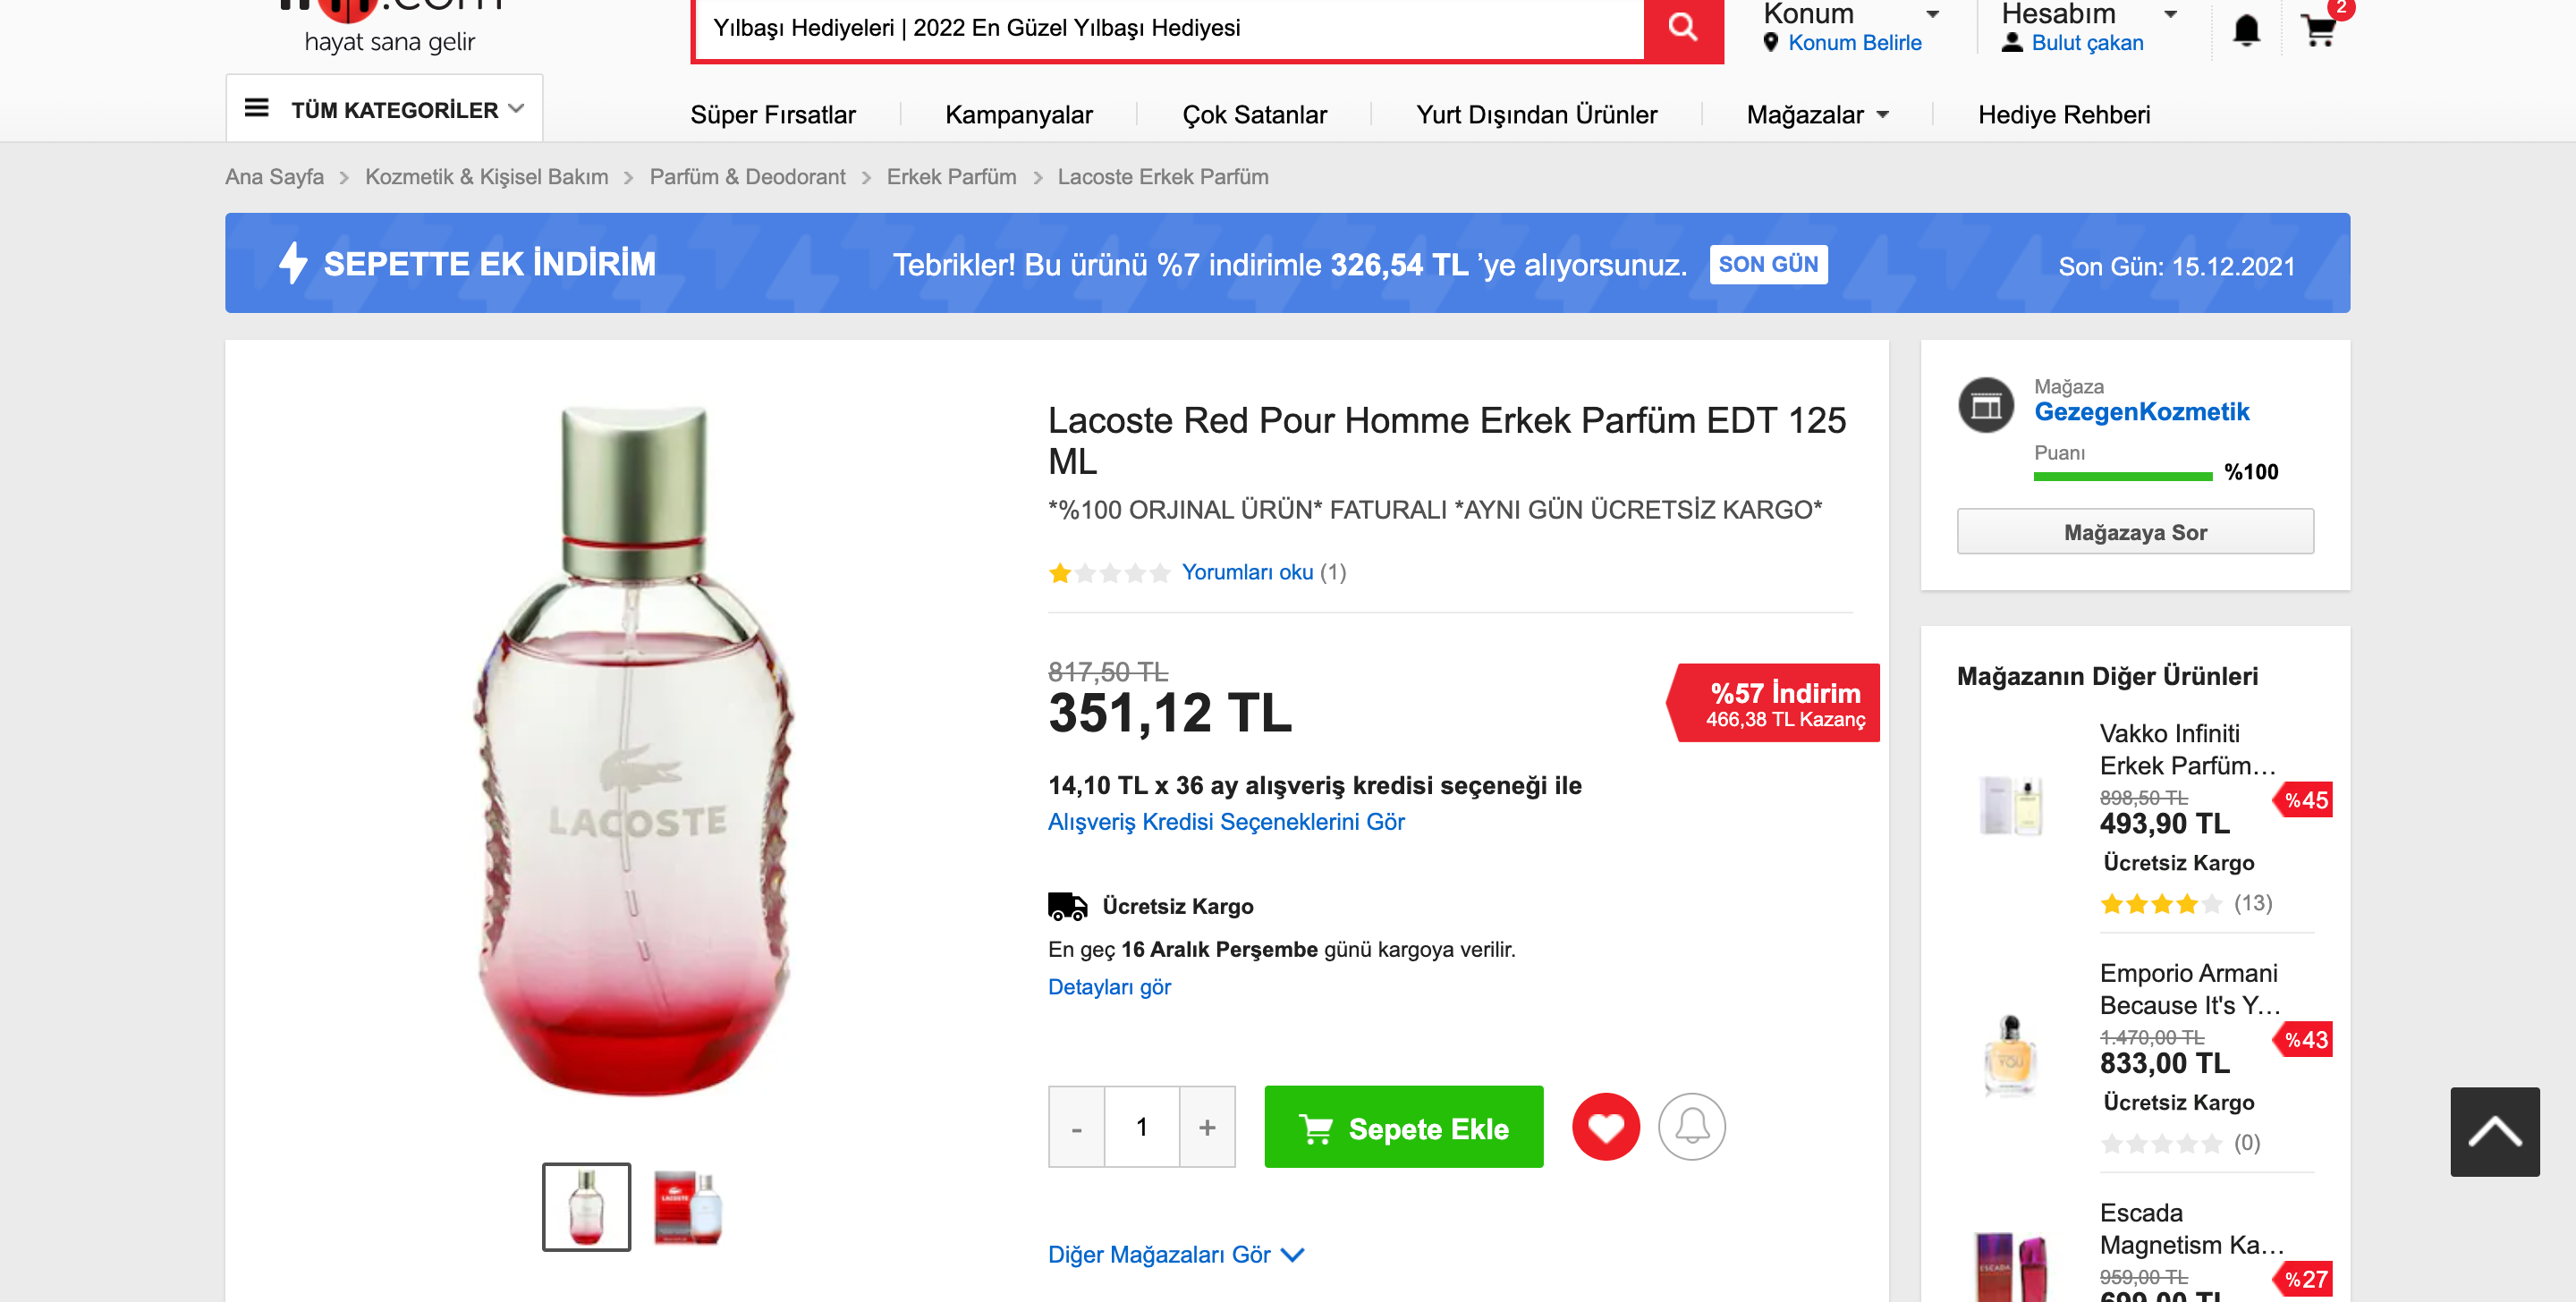 .com
hayat sana gelir
Yılbaşı Hediyeleri | 2022 En Güzel Yılbaşı Hediyesi
Konum
Konum Belirle
Hesabım
Bulut çakan
2
TÜM KATEGORİLER
Süper Fırsatlar
Kampanyalar
Çok Satanlar
Yurt Dışından Ürünler
Mağazalar
Hediye Rehberi
Ana Sayfa > Kozmetik & Kişisel Bakım > Parfüm & Deodorant > Erkek Parfüm > Lacoste Erkek Parfüm
SEPETTE EK İNDİRİM
Tebrikler! Bu ürünü %7 indirimle 326,54 TL 'ye alıyorsunuz.
SON GÜN
Son Gün: 15.12.2021
LACOSTE
Lacoste Red Pour Homme Erkek Parfüm EDT 125
ML
*%100 ORJINAL ÜRÜN* FATURALI *AYNI GÜN ÜCRETSİZ KARGO*
Yorumları oku (1)
817,50 TL
351,12 TL
%57 İndirim
466,38 TL Kazanç
14,10 TL x 36 ay alışveriş kredisi seçeneği ile
Alışveriş Kredisi Seçeneklerini Gör
Ücretsiz Kargo
En geç 16 Aralık Perşembe günü kargoya verilir.
Detayları gör
- 1 +
Sepete Ekle
Diğer Mağazaları Gör
LACOSTE
Mağaza
GezegenKozmetik
Puanı
%100
Mağazaya Sor
Mağazanın Diğer Ürünleri
Vakko Infiniti
Erkek Parfüm...
898,50 TL
493,90 TL
%45
Ücretsiz Kargo
(13)
Emporio Armani
Because It's Y...
1.470,00 TL
833,00 TL
%43
Ücretsiz Kargo
(0)
YOU
Escada
Magnetism Ka...
959,00 TL
699,00 TL
%27
ESCADA